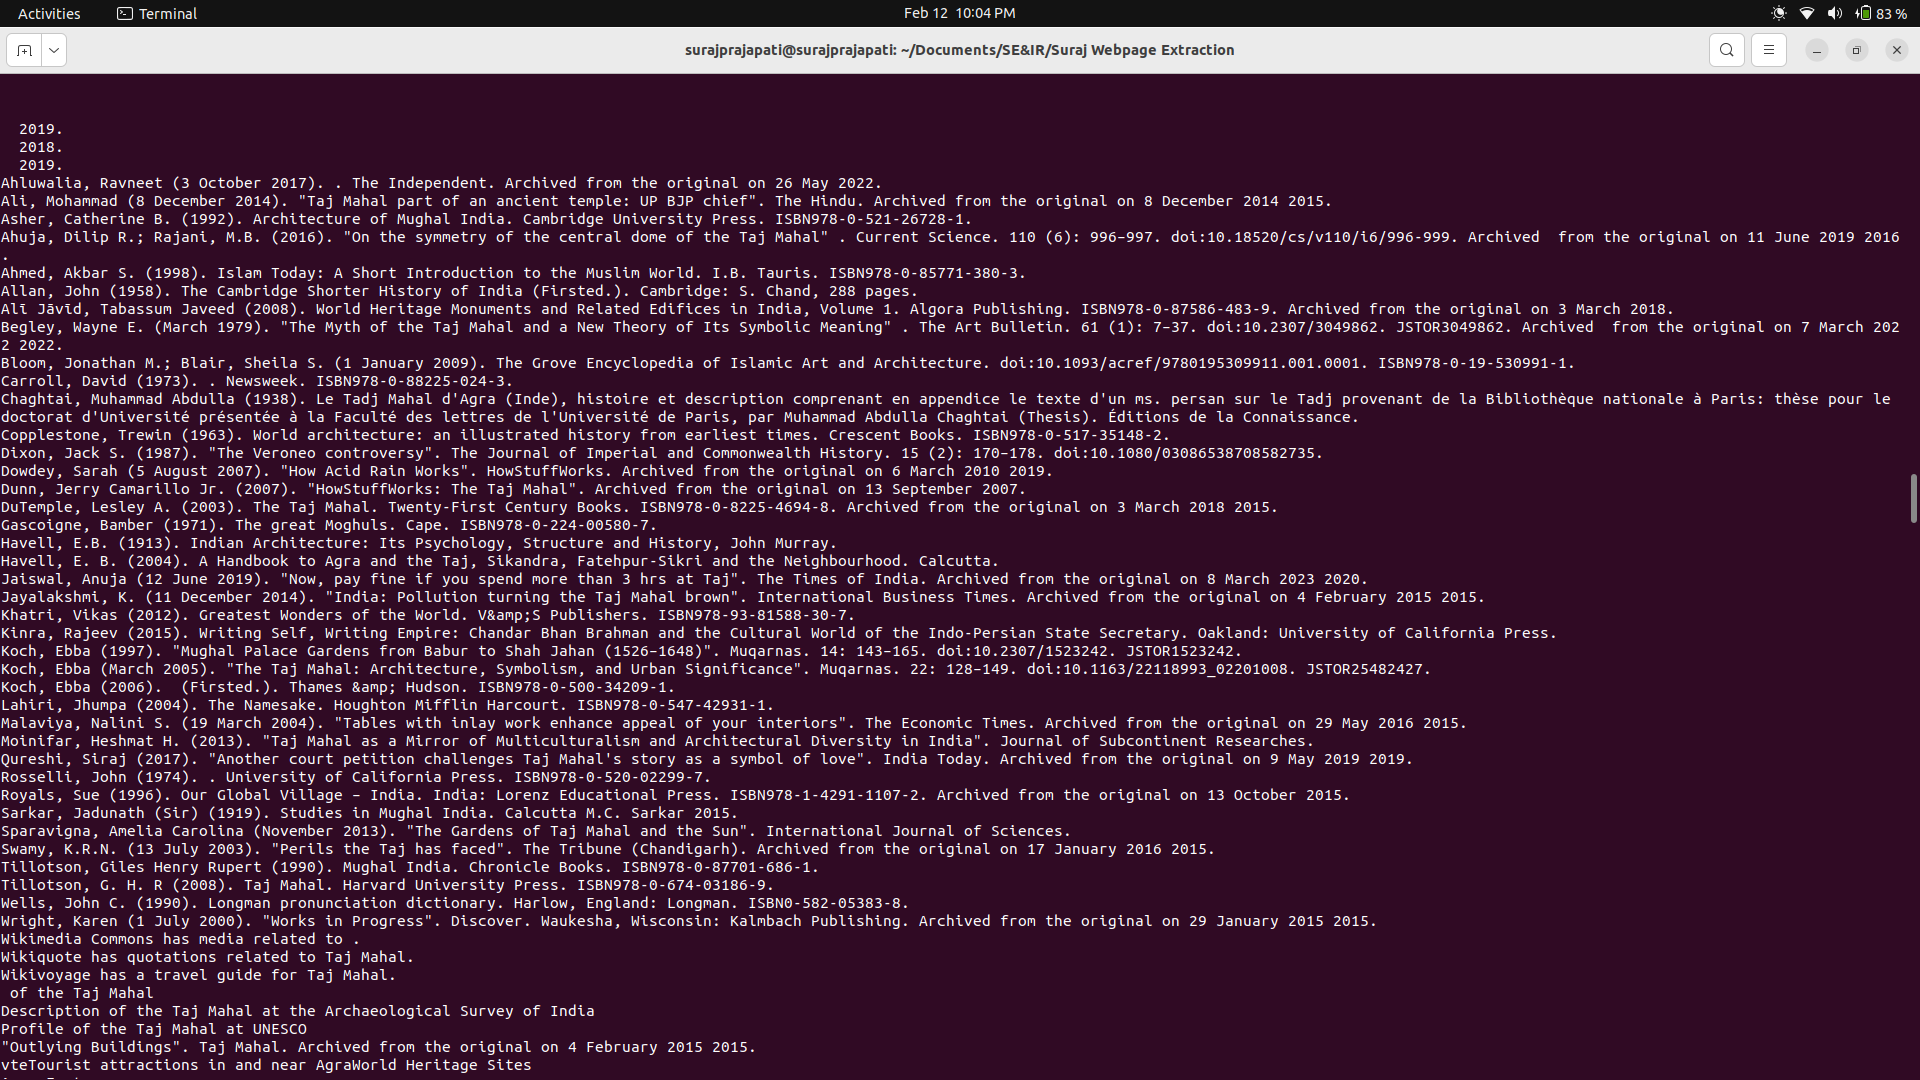 Activities
Terminal
Feb 12 10:04 PM
83 %
surajprajapati@surajprajapati: ~/Documents/SE&IR/Suraj Webpage Extraction
2019.
2018.
2019.
Ahluwalia, Ravneet (3 October 2017). . The Independent. Archived from the original on 26 May 2022.
Ali, Mohammad (8 December 2014). "Taj Mahal part of an ancient temple: UP BJP chief". The Hindu. Archived from the original on 8 December 2014 2015.
Asher, Catherine B. (1992). Architecture of Mughal India. Cambridge University Press. ISBN978-0-521-26728-1.
Ahuja, Dilip R.; Rajani, M.B. (2016). "On the symmetry of the central dome of the Taj Mahal" . Current Science. 110 (6): 996–997. doi:10.18520/cs/v110/i6/996-999. Archived  from the original on 11 June 2019 2016
.
Ahmed, Akbar S. (1998). Islam Today: A Short Introduction to the Muslim World. I.B. Tauris. ISBN978-0-85771-380-3.
Allan, John (1958). The Cambridge Shorter History of India (Firsted.). Cambridge: S. Chand, 288 pages.
Alī Jāvīd, Tabassum Javeed (2008). World Heritage Monuments and Related Edifices in India, Volume 1. Algora Publishing. ISBN978-0-87586-483-9. Archived from the original on 3 March 2018.
Begley, Wayne E. (March 1979). "The Myth of the Taj Mahal and a New Theory of Its Symbolic Meaning" . The Art Bulletin. 61 (1): 7–37. doi:10.2307/3049862. JSTOR3049862. Archived  from the original on 7 March 202
2 2022.
Bloom, Jonathan M.; Blair, Sheila S. (1 January 2009). The Grove Encyclopedia of Islamic Art and Architecture. doi:10.1093/acref/9780195309911.001.0001. ISBN978-0-19-530991-1.
Carroll, David (1973). . Newsweek. ISBN978-0-88225-024-3.
Chaghtai, Muhammad Abdulla (1938). Le Tadj Mahal d'Agra (Inde), histoire et description comprenant en appendice le texte d'un ms. persan sur le Tadj provenant de la Bibliothèque nationale à Paris: thèse pour le
doctorat d'Université présentée à la Faculté des lettres de l'Université de Paris, par Muhammad Abdulla Chaghtai (Thesis). Éditions de la Connaissance.
Copplestone, Trewin (1963). World architecture: an illustrated history from earliest times. Crescent Books. ISBN978-0-517-35148-2.
Dixon, Jack S. (1987). "The Veroneo controversy". The Journal of Imperial and Commonwealth History. 15 (2): 170–178. doi:10.1080/03086538708582735.
Dowdey, Sarah (5 August 2007). "How Acid Rain Works". HowStuffWorks. Archived from the original on 6 March 2010 2019.
Dunn, Jerry Camarillo Jr. (2007). "HowStuffWorks: The Taj Mahal". Archived from the original on 13 September 2007.
DuTemple, Lesley A. (2003). The Taj Mahal. Twenty-First Century Books. ISBN978-0-8225-4694-8. Archived from the original on 3 March 2018 2015.
Gascoigne, Bamber (1971). The great Moghuls. Cape. ISBN978-0-224-00580-7.
Havell, E.B. (1913). Indian Architecture: Its Psychology, Structure and History, John Murray.
Havell, E. B. (2004). A Handbook to Agra and the Taj, Sikandra, Fatehpur-Sikri and the Neighbourhood. Calcutta.
Jaiswal, Anuja (12 June 2019). "Now, pay fine if you spend more than 3 hrs at Taj". The Times of India. Archived from the original on 8 March 2023 2020.
Jayalakshmi, K. (11 December 2014). "India: Pollution turning the Taj Mahal brown". International Business Times. Archived from the original on 4 February 2015 2015.
Khatri, Vikas (2012). Greatest Wonders of the World. V&amp;S Publishers. ISBN978-93-81588-30-7.
Kinra, Rajeev (2015). Writing Self, Writing Empire: Chandar Bhan Brahman and the Cultural World of the Indo-Persian State Secretary. Oakland: University of California Press.
Koch, Ebba (1997). "Mughal Palace Gardens from Babur to Shah Jahan (1526–1648)". Muqarnas. 14: 143–165. doi:10.2307/1523242. JSTOR1523242.
Koch, Ebba (March 2005). "The Taj Mahal: Architecture, Symbolism, and Urban Significance". Muqarnas. 22: 128–149. doi:10.1163/22118993_02201008. JSTOR25482427.
Koch, Ebba (2006).  (Firsted.). Thames &amp; Hudson. ISBN978-0-500-34209-1.
Lahiri, Jhumpa (2004). The Namesake. Houghton Mifflin Harcourt. ISBN978-0-547-42931-1.
Malaviya, Nalini S. (19 March 2004). "Tables with inlay work enhance appeal of your interiors". The Economic Times. Archived from the original on 29 May 2016 2015.
Moinifar, Heshmat H. (2013). "Taj Mahal as a Mirror of Multiculturalism and Architectural Diversity in India". Journal of Subcontinent Researches.
Qureshi, Siraj (2017). "Another court petition challenges Taj Mahal's story as a symbol of love". India Today. Archived from the original on 9 May 2019 2019.
Rosselli, John (1974). . University of California Press. ISBN978-0-520-02299-7.
Royals, Sue (1996). Our Global Village – India. India: Lorenz Educational Press. ISBN978-1-4291-1107-2. Archived from the original on 13 October 2015.
Sarkar, Jadunath (Sir) (1919). Studies in Mughal India. Calcutta M.C. Sarkar 2015.
Sparavigna, Amelia Carolina (November 2013). "The Gardens of Taj Mahal and the Sun". International Journal of Sciences.
Swamy, K.R.N. (13 July 2003). "Perils the Taj has faced". The Tribune (Chandigarh). Archived from the original on 17 January 2016 2015.
Tillotson, Giles Henry Rupert (1990). Mughal India. Chronicle Books. ISBN978-0-87701-686-1.
Tillotson, G. H. R (2008). Taj Mahal. Harvard University Press. ISBN978-0-674-03186-9.
Wells, John C. (1990). Longman pronunciation dictionary. Harlow, England: Longman. ISBN0-582-05383-8.
Wright, Karen (1 July 2000). "Works in Progress". Discover. Waukesha, Wisconsin: Kalmbach Publishing. Archived from the original on 29 January 2015 2015.
Wikimedia Commons has media related to .
Wikiquote has quotations related to Taj Mahal.
Wikivoyage has a travel guide for Taj Mahal.
of the Taj Mahal
Description of the Taj Mahal at the Archaeological Survey of India
Profile of the Taj Mahal at UNESCO
"Outlying Buildings". Taj Mahal. Archived from the original on 4 February 2015 2015.
vteTourist attractions in and near AgraWorld Heritage Sites